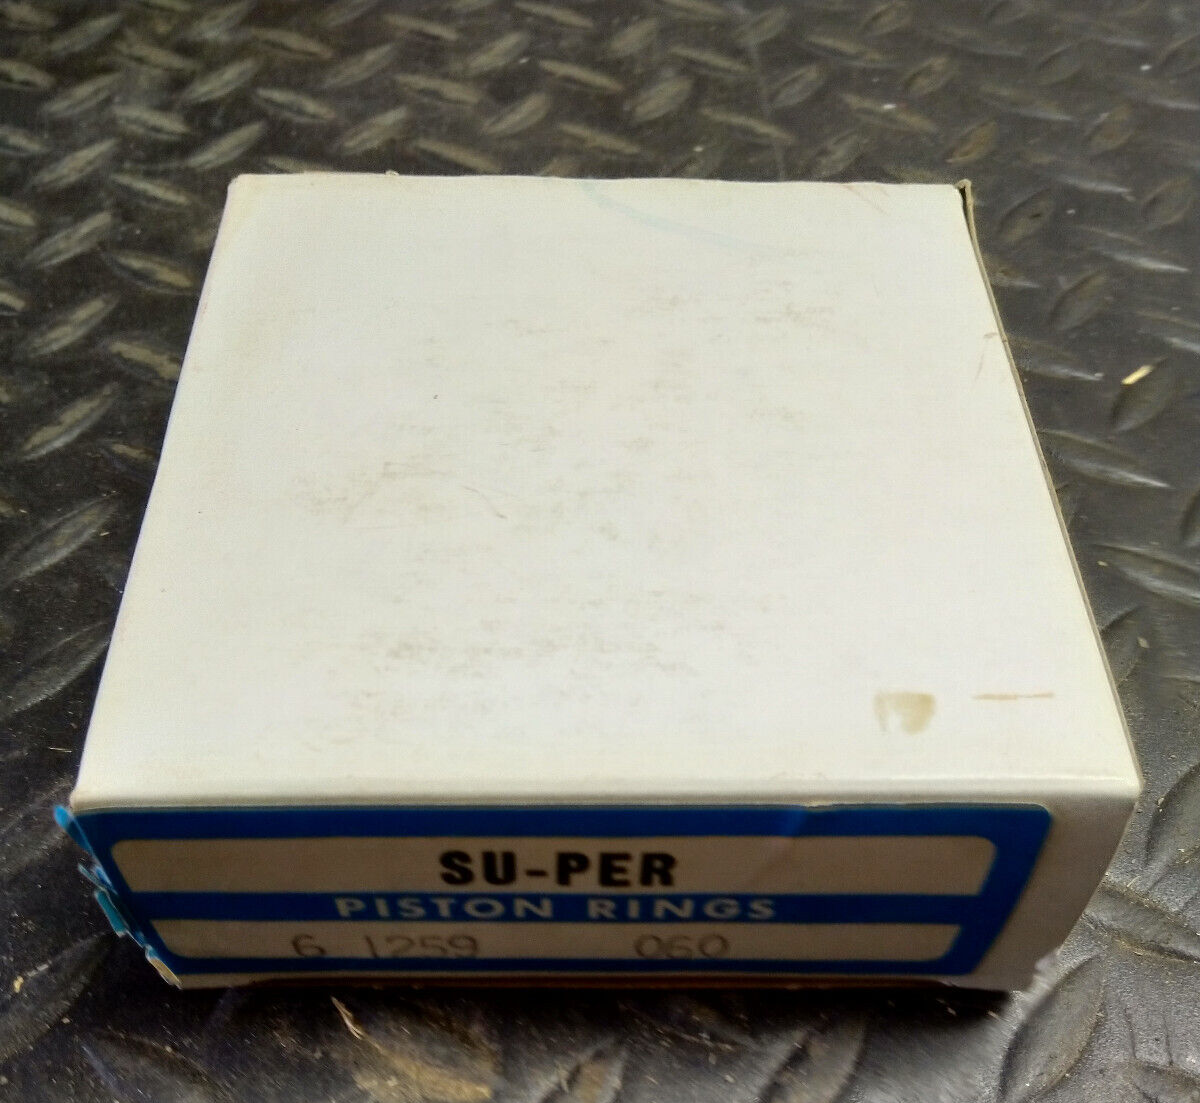 SU-PER
PISTON RINGS
6 1259 060